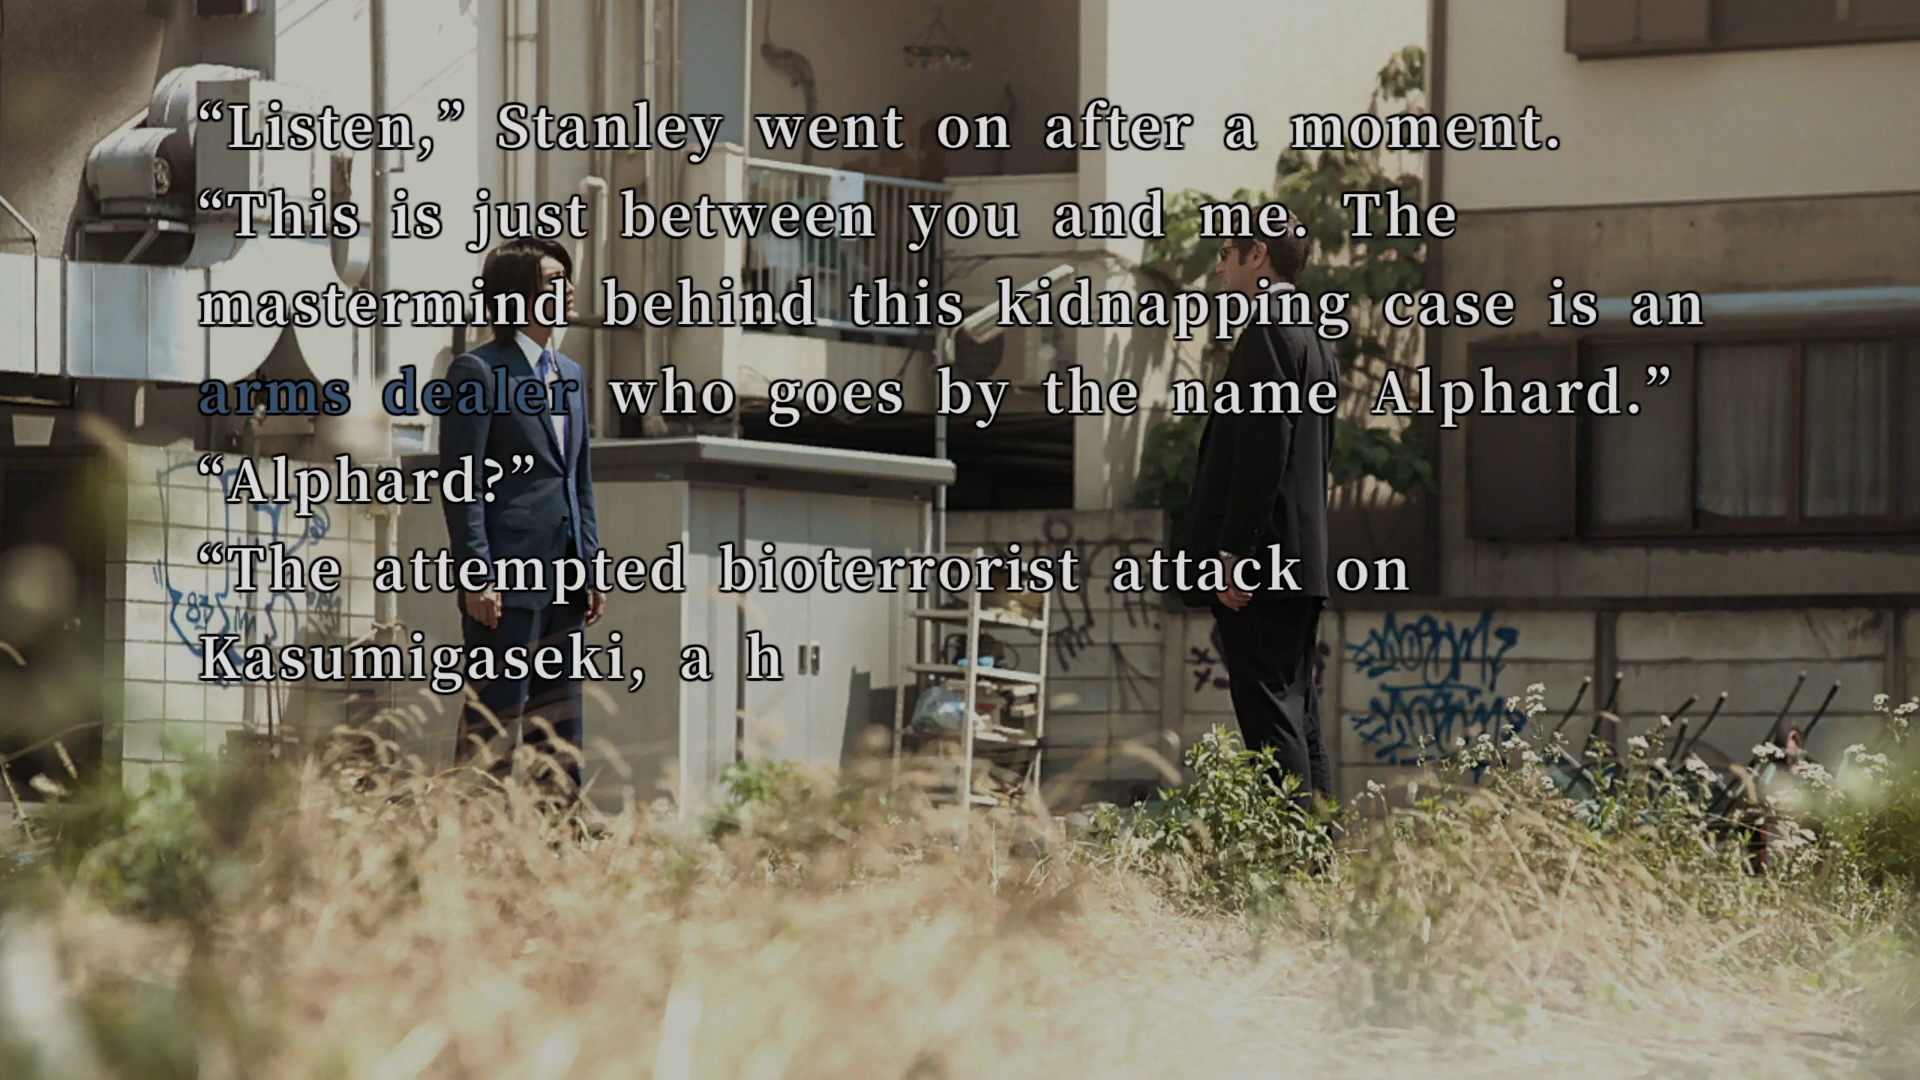 “Listen,” Stanley went on after a moment.
“This is just between you and me. The
mastermind behind this kidnapping case is an
arms dealer who goes by the name Alphard.”
“Alphard?”
“The attempted bioterrorist attack on
Kasumigaseki, a h